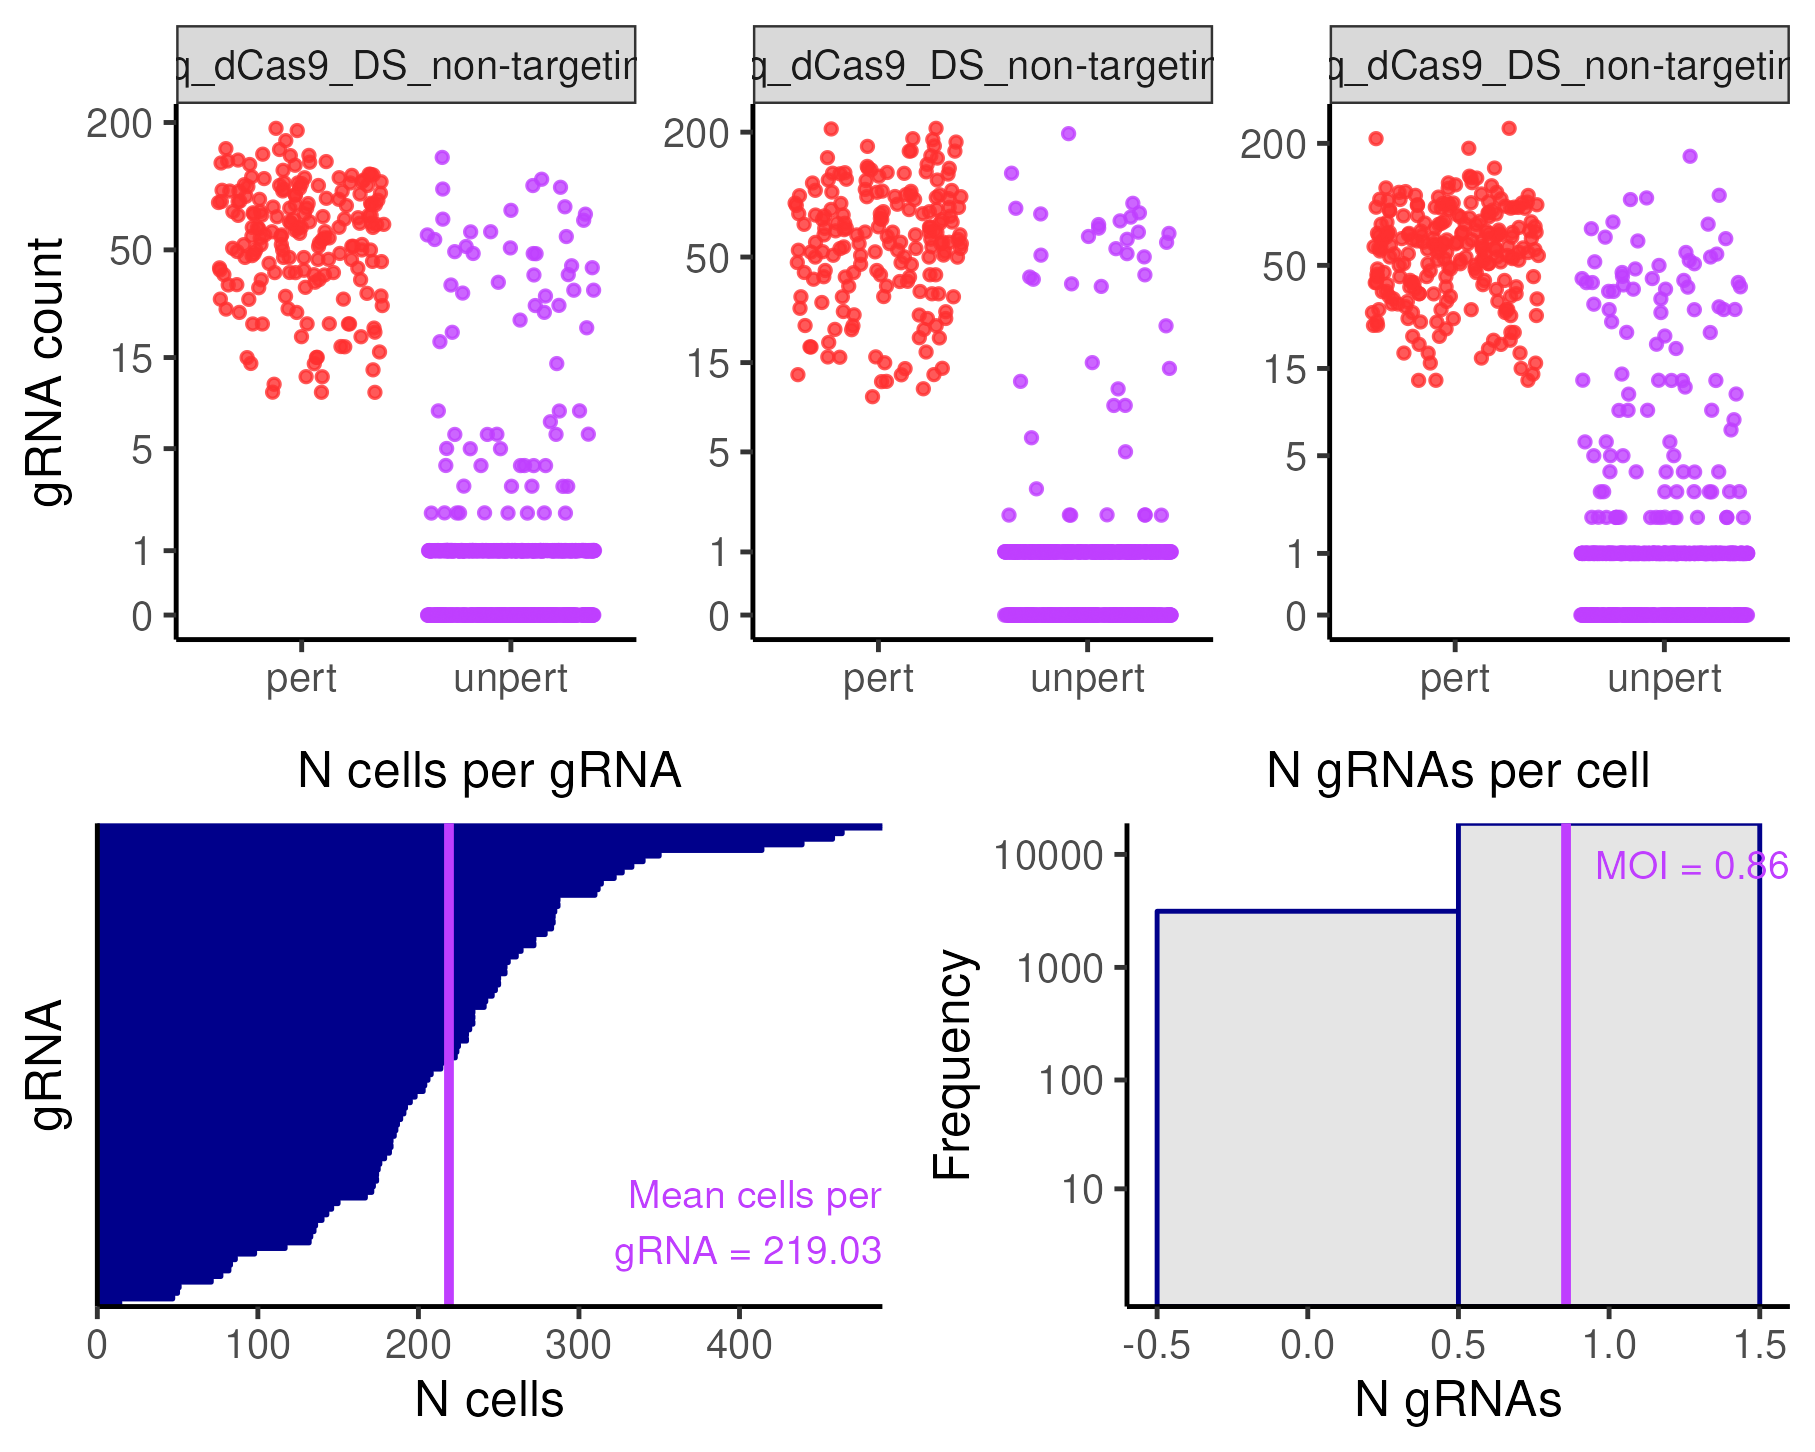 q_dCas9_DS_non-targetin
q_dCas9_DS_non-targetin
q_dCas9_DS_non-targetin
gRNA count
200
50
15
5
1
0
200
50
15
5
1
0
200
50
15
5
1
0
pert
unpert
pert
unpert
pert
unpert
N cells per gRNA
gRNA
Mean cells per
gRNA = 219.03
0
100
200
300
400
N cells
N gRNAs per cell
Frequency
10000
1000
100
10
MOI = 0.86
-0.5
0.0
0.5
1.0
1.5
N gRNAs